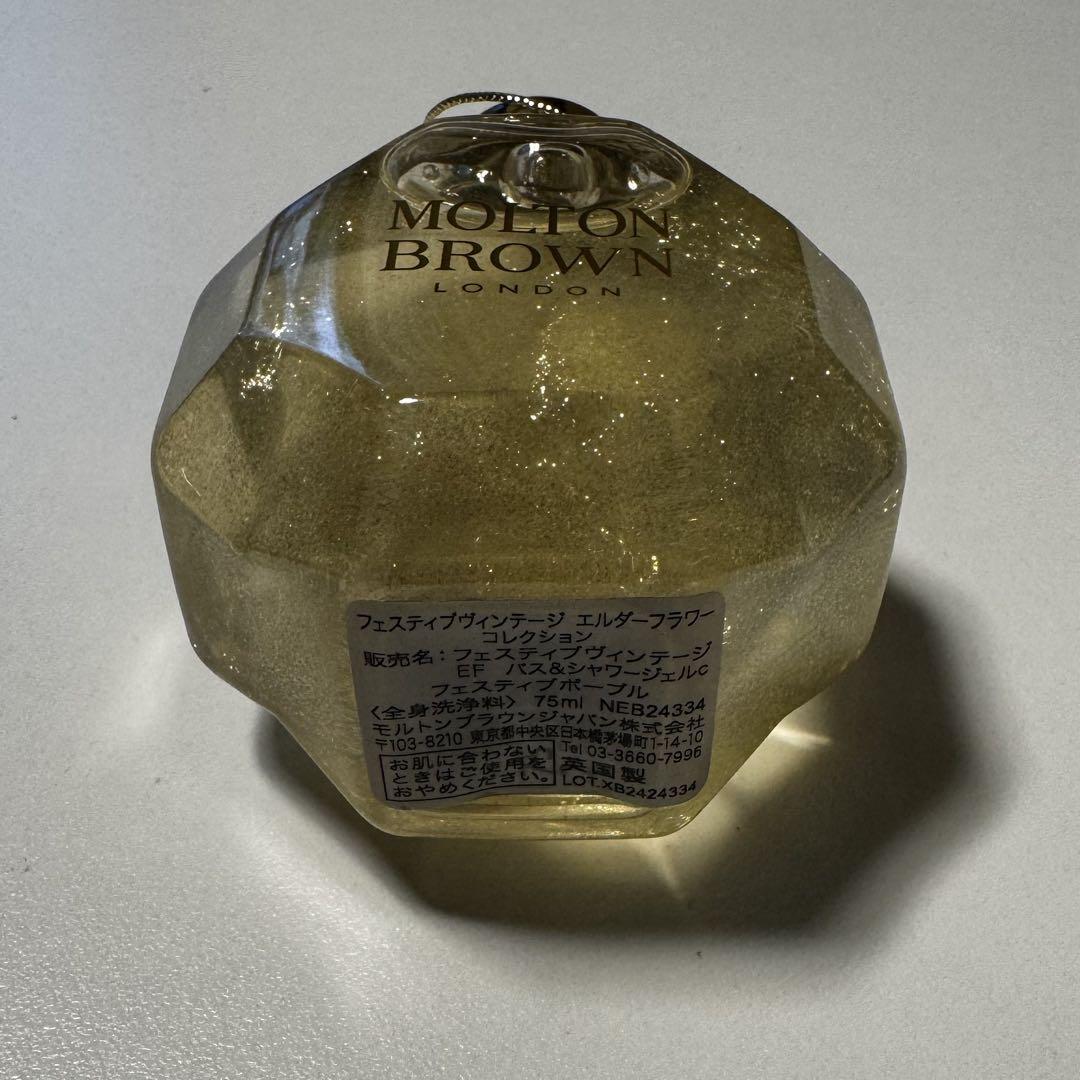 MOLTON
BROWN
LONDON
フェスティブヴィンテージ エルダーフラワー
コレクション
販売名：フェスティブヴィンテージ
EF バス&シャワージェルc
フェスティブボーブル
〈全身洗浄料〉 75ml NEB24334
モルトンブラウンジャパン株式会社
〒103-8210 東京都中央区日本橋茅場町1-14-10
Tel 03-3660-7996
お肌に合わない
ときはご使用を
おやめください。
英国製
LOT.XB2424334